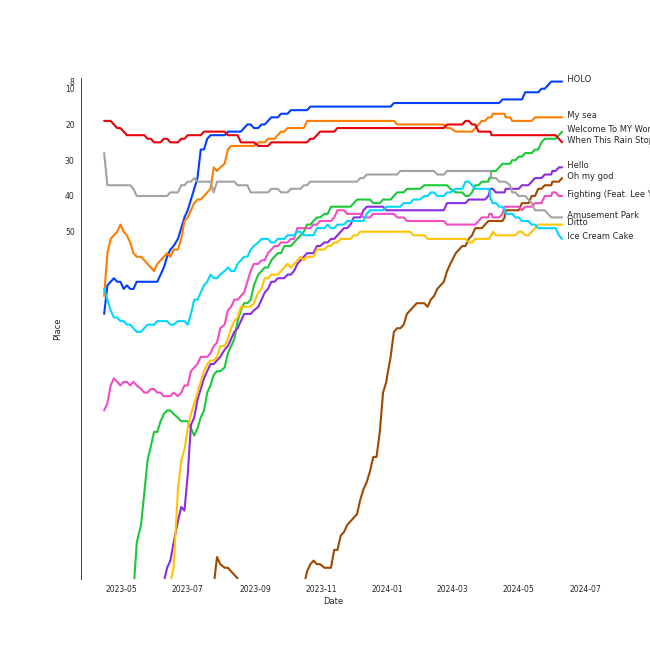 8
10
20
30
40
50
Place
HOLO
My sea
Welcome To MY Wor
When This Rain Stop
Hello
Oh my god
Fighting (Feat. Lee Y
Amusement Park
Ditto
Ice Cream Cake
2023-05
2023-07
2023-09
2023-11
2024-01
2024-03
2024-05
2024-07
Date